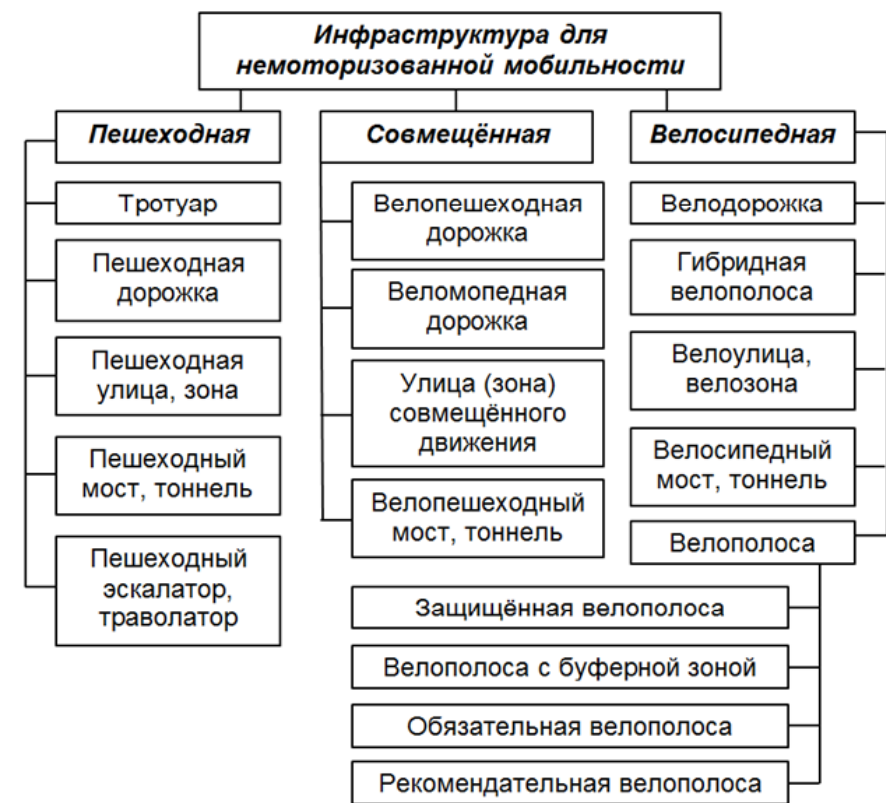 Инфраструктура для
немоторизованной мобильности
Пешеходная
Тротуар
Пешеходная
дорожка
Пешеходная
улица, зона
Пешеходный
мост, тоннель
Пешеходный
эскалатор,
траволатор
Совмещённая
Велопешеходная
дорожка
Веломопедная
дорожка
Улица (зона)
совмещённого
движения
Велопешеходный
мост, тоннель
Велосипедная
Велодорожка
Гибридная
велополоса
Велоулица,
велозона
Велосипедный
мост, тоннель
Велополоса
Защищённая велополоса
Велополоса с буферной зоной
Обязательная велополоса
Рекомендательная велополоса